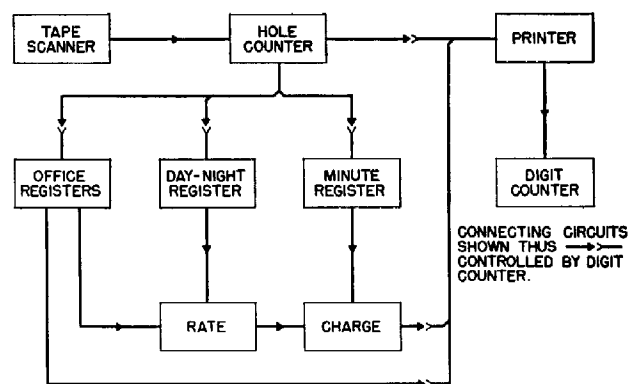 TAPE
SCANNER
HOLE
COUNTER
PRINTER
OFFICE
REGISTERS
DAY-NIGHT
REGISTER
MINUTE
REGISTER
DIGIT
COUNTER
CONNECTING CIRCUITS
SHOWN THUS
CONTROLLED BY DIGIT
COUNTER.
RATE
CHARGE